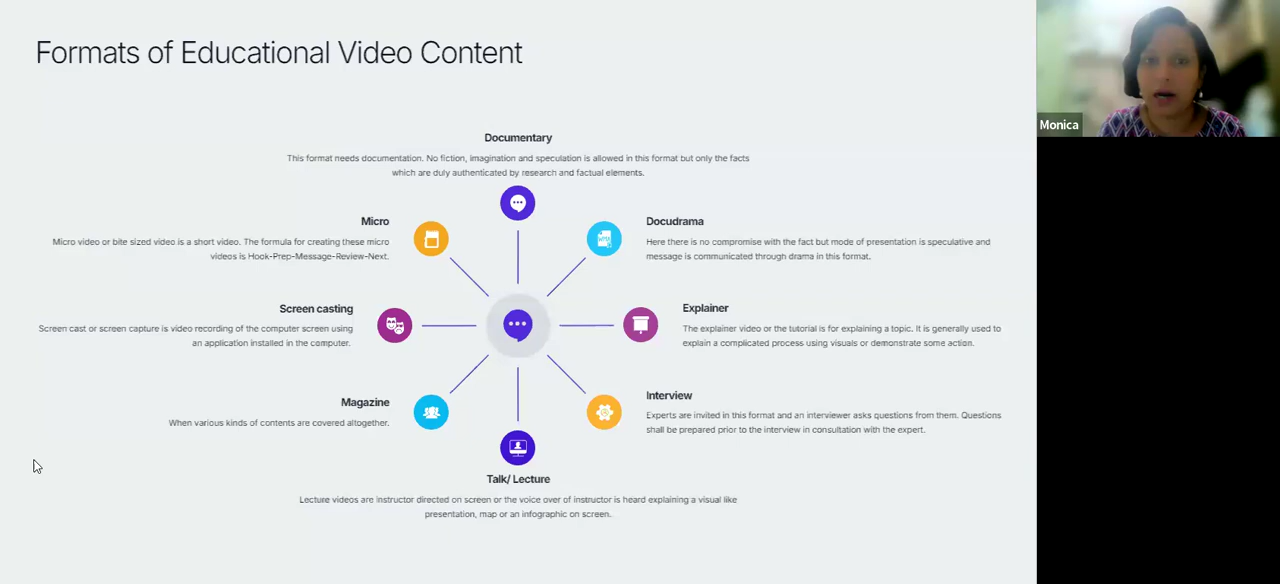 Formats of Educational Video Content
Monica
Documentary
This format needs documentation. No fiction, imagination and speculation is allowed in this format but only the facts
which are duly authenticated by research and factual elements.
Micro
Micro video or bite sized video is a short video. The formula for creating these micro
videos is Hook-Prep-Message-Review-Next.
Docudrama
Here there is no compromise with the fact but mode of presentation is speculative and
message is communicated through drama in this format.
Screen casting
Screen cast or screen capture is video recording of the computer screen using
an application installed in the computer.
Explainer
The explainer video or the tutorial is for explaining a topic. It is generally used to
explain a complicated process using visuals or demonstrate some action.
Magazine
When various kinds of contents are covered altogether.
Interview
Experts are invited in this format and an interviewer asks questions from them. Questions
shall be prepared prior to the interview in consultation with the expert.
Talk/ Lecture
Lecture videos are instructor directed on screen or the voice over of instructor is heard explaining a visual like
presentation, map or an infographic on screen.